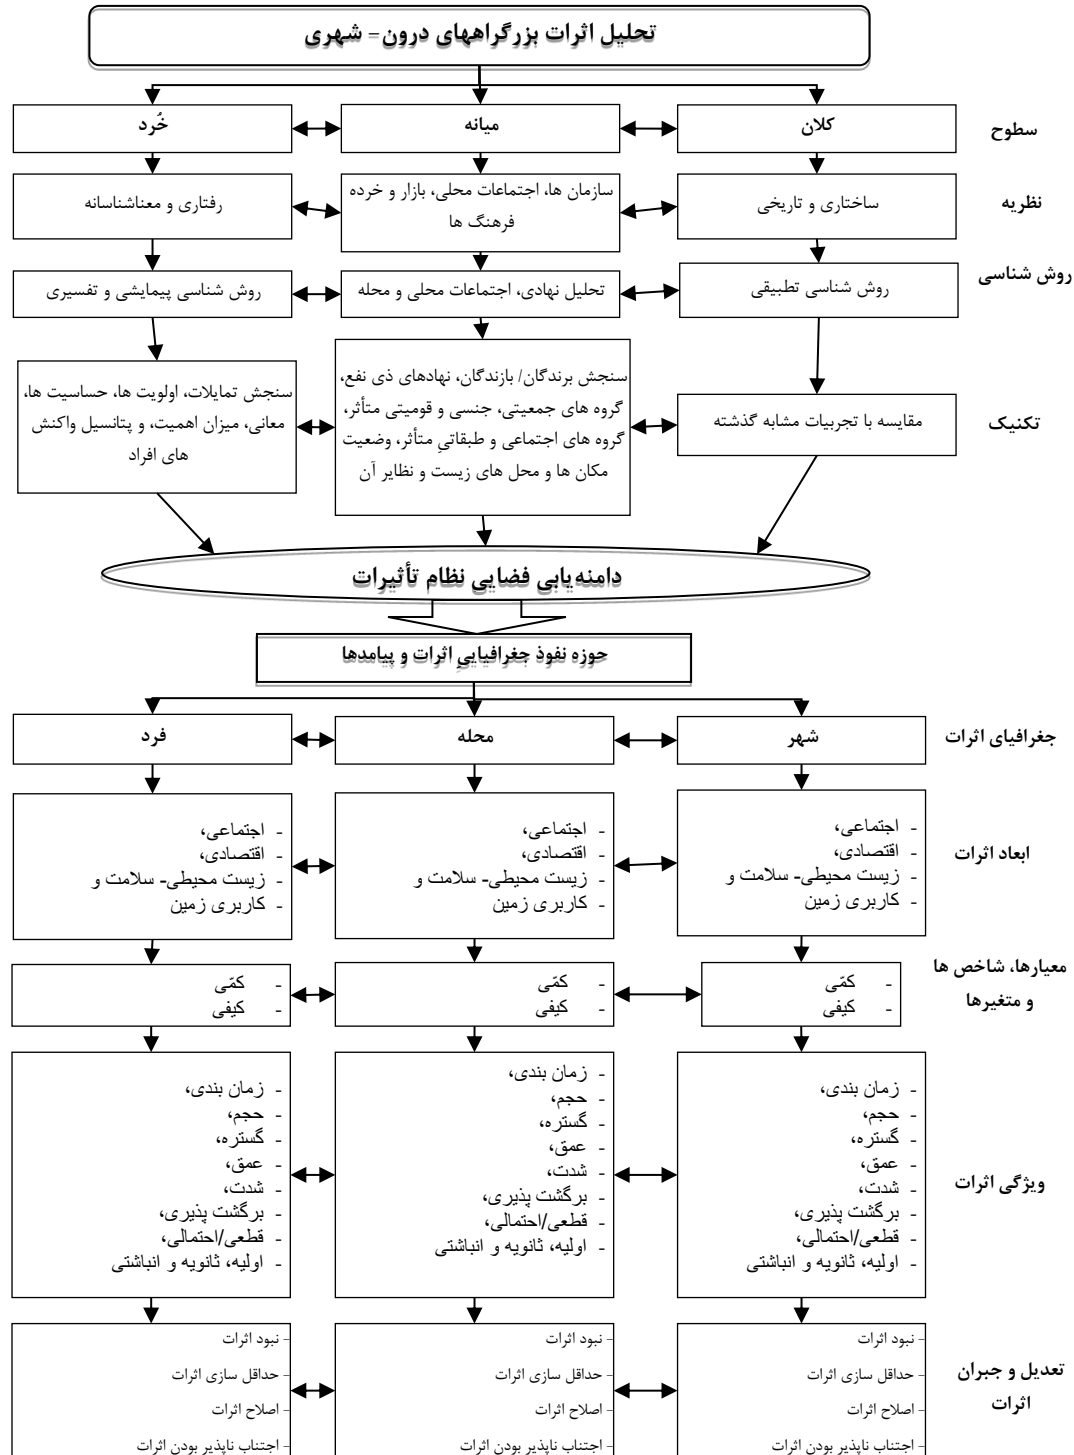 تحلیل اثرات بزرگراههای درون- شهری
سطوح
کلان
میانه
خُرد
نظریه
ساختاری و تاریخی
سازمان ها، اجتماعات محلی، بازار و خرده
فرهنگ ها
رفتاری و معناشناسانه
روش شناسی
روش شناسی تطبیقی
تحلیل نهادی، اجتماعات محلی و محله
روش شناسی پیمایشی و تفسیری
تکنیک
مقایسه با تجربیات مشابه گذشته
سنجش برندگان/ بازندگان، نهادهای ذی نفع،
گروه های جمعیتی، جنسی و قومیتی متأثر،
گروه های اجتماعی و طبقاتیِ متأثر، وضعیت
مکان ها و محل های زیست و نظایر آن
سنجش تمایلات، اولویت ها، حساسیت ها،
معانی، میزان اهمیت، و پتانسیل واکنش
های افراد
دامنه‌یابی فضایی نظام تأثیرات
حوزه نفوذ جغرافیاییِ اثرات و پیامدها
جغرافیای اثرات
شهر
محله
فرد
ابعاد اثرات
- اجتماعی،
- اقتصادی،
- زیست محیطی- سلامت و
- کاربری زمین
- اجتماعی،
- اقتصادی،
- زیست محیطی- سلامت و
- کاربری زمین
- اجتماعی،
- اقتصادی،
- زیست محیطی- سلامت و
- کاربری زمین
معیارها، شاخص ها
و متغیرها
- کمّی
- کیفی
- کمّی
- کیفی
- کمّی
- کیفی
ویژگی اثرات
- زمان بندی،
- حجم،
- گستره،
- عمق،
- شدت،
- برگشت پذیری،
- قطعی/احتمالی،
- اولیه، ثانویه و انباشتی
- زمان بندی،
- حجم،
- گستره،
- عمق،
- شدت،
- برگشت پذیری،
- قطعی/احتمالی،
- اولیه، ثانویه و انباشتی
- زمان بندی،
- حجم،
- گستره،
- عمق،
- شدت،
- برگشت پذیری،
- قطعی/احتمالی،
- اولیه، ثانویه و انباشتی
تعدیل و جبران
اثرات
- نبود اثرات
- حداقل سازی اثرات
- اصلاح اثرات
- اجتناب ناپذیر بودن اثرات
- نبود اثرات
- حداقل سازی اثرات
- اصلاح اثرات
- اجتناب ناپذیر بودن اثرات
- نبود اثرات
- حداقل سازی اثرات
- اصلاح اثرات
- اجتناب ناپذیر بودن اثرات